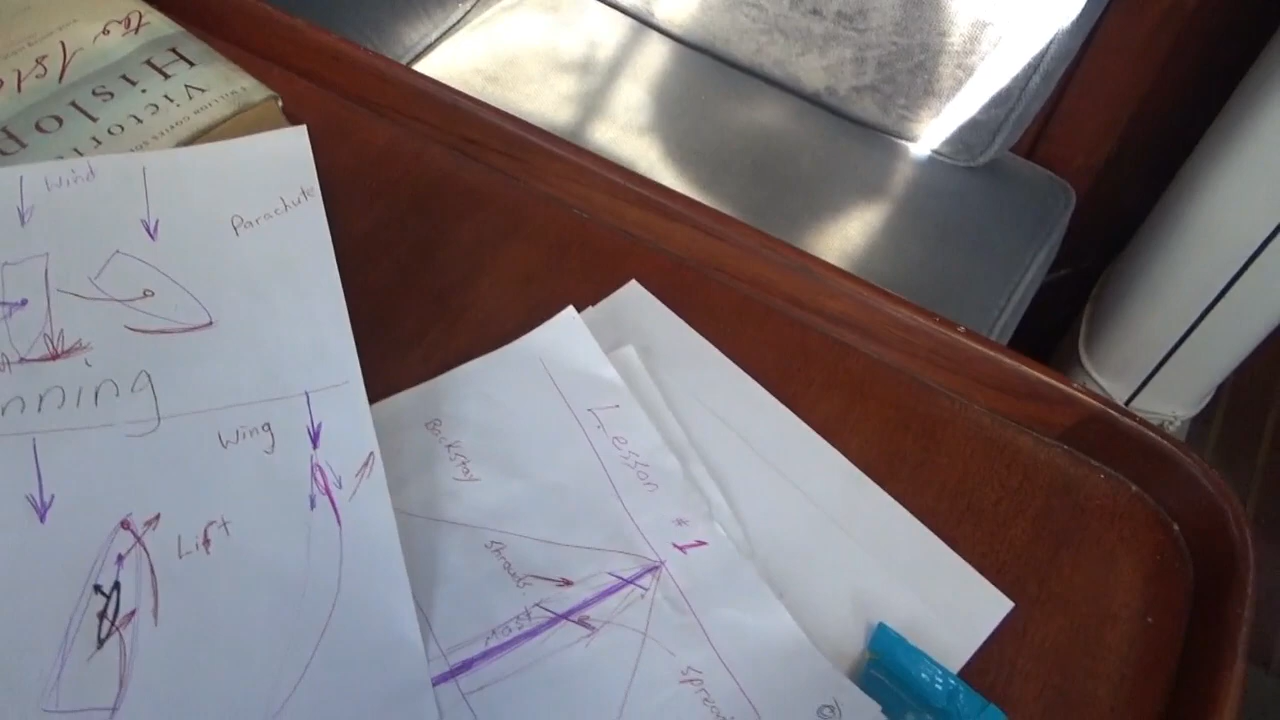 Hislop
Victoria
Wind
Parachute
nning
Wing
Lift
Lesson #1
Backstay
Shrouds
Mast